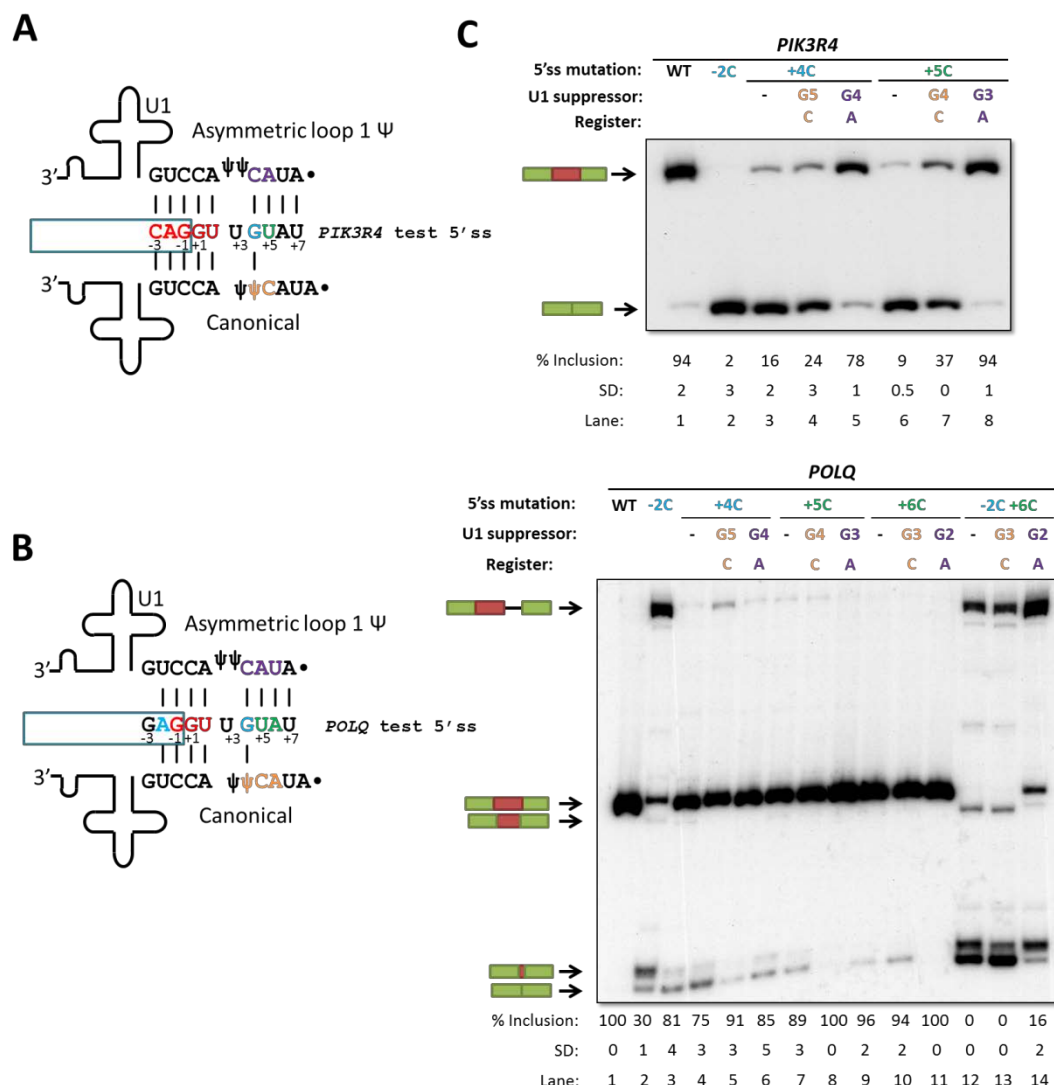 A
U1
Asymmetric loop 1 Ψ
3’ GUCCA ψψ CAUA•
CAGGU U GUAU PIK3R4 test 5’ss
-3 -1 +1 +3 +5 +7
3’ GUCCA ψψCAUA•
Canonical
B
U1
Asymmetric loop 1 Ψ
3’ GUCCA ψψ CAUA•
GAGGU U GUAU POLQ test 5’ss
-3 -1 +1 +3 +5 +7
3’ GUCCA ψψCAUA•
Canonical
C
PIK3R4
5’ss mutation: WT -2C +4C +5C
U1 suppressor: - G5 G4 - G4 G3
Register: C A C A
% Inclusion: 94 2 16 24 78 9 37 94
SD: 2 3 2 3 1 0.5 0 1
Lane: 1 2 3 4 5 6 7 8
POLQ
5’ss mutation: WT -2C +4C +5C +6C -2C +6C
U1 suppressor: - G5 G4 - G4 G3 - G3 G2 - G3 G2
Register: C A C A C A C A
% Inclusion: 100 30 81 75 91 85 89 100 96 94 100 0 0 16
SD: 0 1 4 3 3 5 3 0 2 2 0 0 0 2
Lane: 1 2 3 4 5 6 7 8 9 10 11 12 13 14